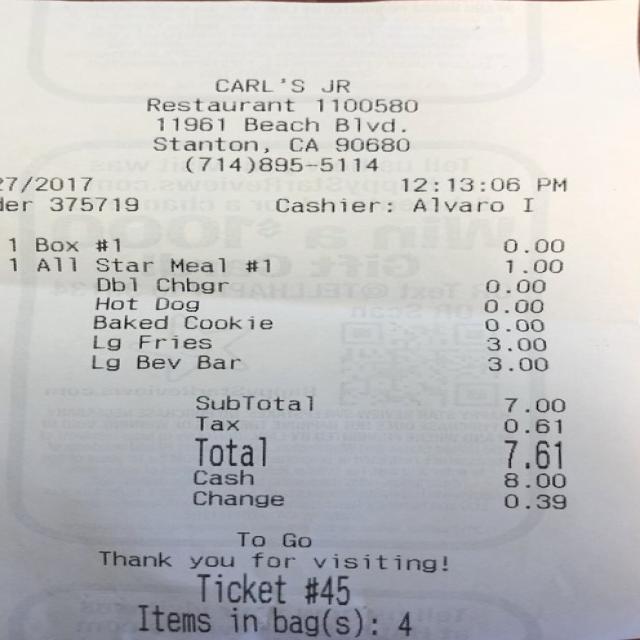 CARL'S JR
Restaurant 1100580
11961 Beach Blvd.
Stanton, CA 90680
(714)895-5114
27/2017 12:13:06 PM
der 375719 Cashier: Alvaro I
1 Box #1 0.00
1 All Star Meal #1 1.00
Dbl Chbgr 0.00
Hot Dog 0.00
Baked Cookie 0.00
Lg Fries 3.00
Lg Bev Bar 3.00
SubTotal 7.00
Tax 0.61
Total 7.61
Cash 8.00
Change 0.39
To Go
Thank you for visiting!
Ticket #45
Items in bag(s): 4